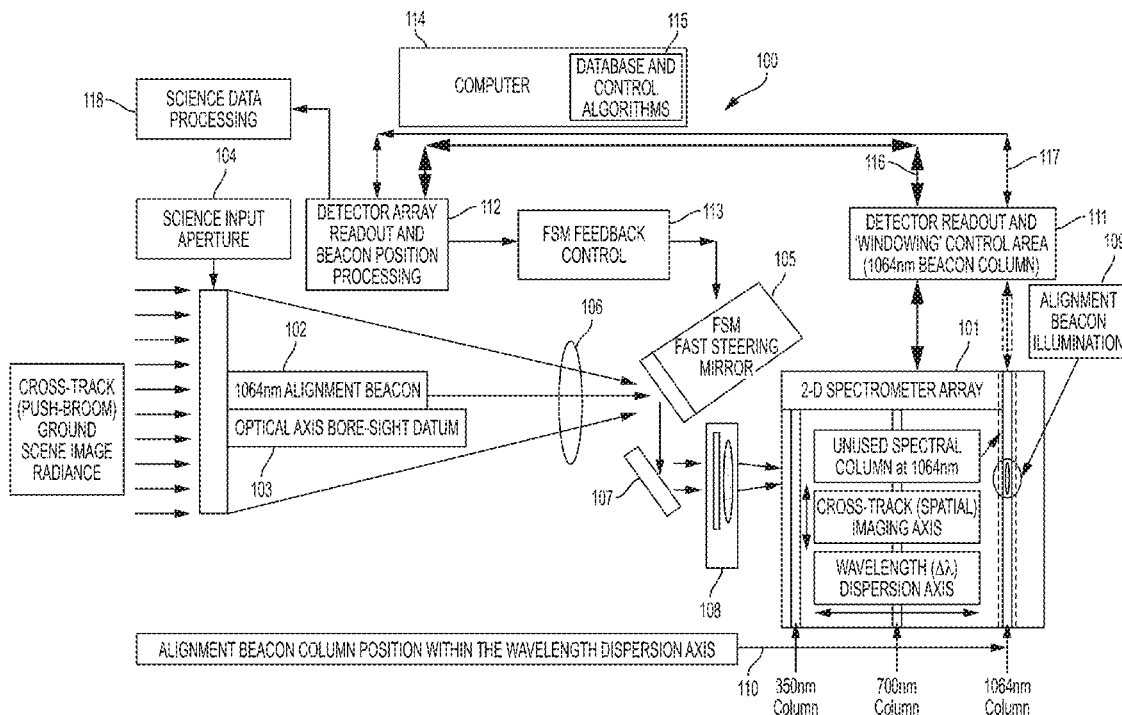 114
115
COMPUTER
DATABASE AND
CONTROL
ALGORITHMS
100
118
SCIENCE DATA
PROCESSING
104
SCIENCE INPUT
APERTURE
DETECTOR ARRAY
READOUT AND
BEACON POSITION
PROCESSING
112
FSM FEEDBACK
CONTROL
113
116
117
DETECTOR READOUT AND
'WINDOWING' CONTROL AREA
(1064nm BEACON COLUMN)
111
109
ALIGNMENT
BEACON
ILLUMINATION
105
FSM
FAST STEERING
MIRROR
106
101
102
1064nm ALIGNMENT BEACON
OPTICAL AXIS BORE-SIGHT DATUM
103
CROSS-TRACK
(PUSH-BROOM)
GROUND
SCENE IMAGE
RADIANCE
107
108
2-D SPECTROMETER ARRAY
UNUSED SPECTRAL
COLUMN at 1064nm
CROSS-TRACK (SPATIAL)
IMAGING AXIS
WAVELENGTH (Δλ)
DISPERSION AXIS
ALIGNMENT BEACON COLUMN POSITION WITHIN THE WAVELENGTH DISPERSION AXIS
110
350nm
Column
700nm
Column
1064nm
Column